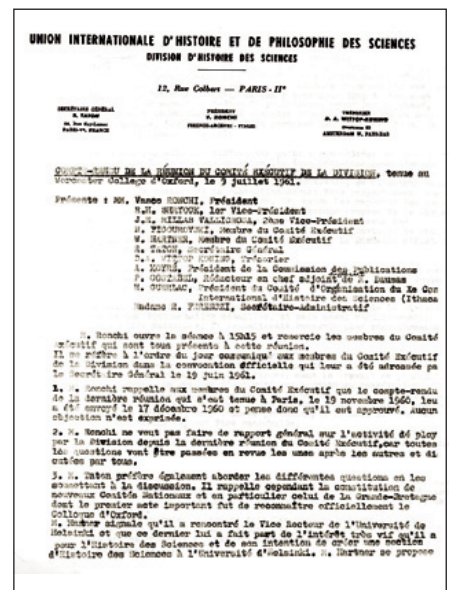 UNION INTERNATIONALE D'HISTOIRE ET DE PHILOSOPHIE DES SCIENCES
DIVISION D'HISTOIRE DES SCIENCES
12, Rue Colbert — PARIS-IIe
SECRÉTAIRE GÉNÉRAL PRÉSIDENT TRÉSORIER
R. TATON V. RONCHI
PARIS-VIe, FRANCE
COMPTE-RENDU DE LA RÉUNION DU COMITÉ EXÉCUTIF DE LA DIVISION, tenue au
Worcester College d'Oxford, le 9 juillet 1961.
Présents : MM. Vasco RONCHI, Président
1er Vice-Président
J.M. MILLAS VALLICROSA, 2ème Vice-Président
Membre du Comité Exécutif
W. HARTNER, Membre du Comité Exécutif
R. TATON, Secrétaire Général
Trésorier
A. KOYRÉ, Président de la Commission des Publications
P. COSTABEL, Rédacteur en chef adjoint de M. Daumas
H. GUERLAC, Président du Comité d'Organisation du Xe Con
International d'Histoire des Sciences (Ithaca
Madame Secrétaire-Administratif
M. Ronchi ouvre la séance à 15h15 et remercie les membres du Comité
Exécutif qui sont tous présents à cette réunion.
Il se réfère à l'ordre du jour communiqué aux membres du Comité Exécutif
de la Division dans la convocation officielle qui leur a été adressée pa
le Secrétaire Général le 19 juin 1961.
1. M. Ronchi rappelle aux membres du Comité Exécutif que le compte-rendu
de la dernière réunion qui s'est tenue à Paris, le 19 novembre 1960, leu
a été envoyé le 17 décembre 1960 et pense donc qu'il est approuvé. Aucun
objection n'est exprimée.
2. M. Ronchi ne veut pas faire de rapport général sur l'activité dé ploy
par la Division depuis la dernière réunion du Comité Exécutif, car toutes
les questions vont être passées en revue les unes après les autres et di
cutées par tous.
3. M. Taton préfère également aborder les différentes questions en les
soumettant à la discussion. Il rappelle cependant la constitution de
nouveaux Comités Nationaux et en particulier celui de la Grande-Bretagne
dont le premier acte important fut de reconnaître officiellement le
Colloque d'Oxford.
M. Hartner signale qu'il a rencontré le Vice Recteur de l'Université de
Helsinki et que ce dernier lui a fait part de l'intérêt très vif qu'il a
pour l'Histoire des Sciences et de son intention de créer une section
d'Histoire des Sciences à l'Université d'Helsinki. M. Hartner se propose